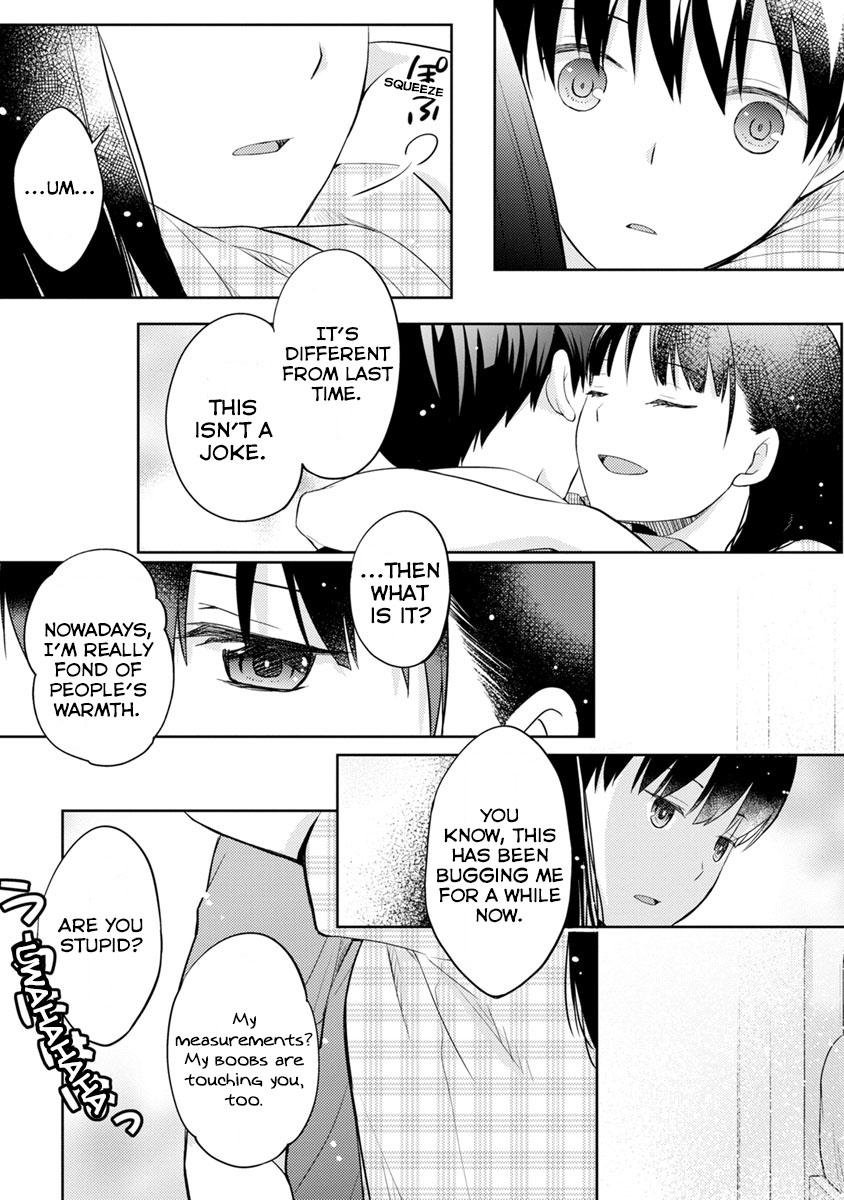 ぽふ
SQUEEZE
...UM...
IT'S
DIFFERENT
FROM LAST
TIME.
THIS
ISN'T A
JOKE.
...THEN
WHAT
IS IT?
NOWADAYS,
I'M REALLY
FOND OF
PEOPLE'S
WARMTH.
YOU
KNOW, THIS
HAS BEEN
BUGGING ME
FOR A WHILE
NOW.
My
measurements?
My BOOBS are
touching you,
too.
ARE YOU
STUPID?
UWAHAHAHA